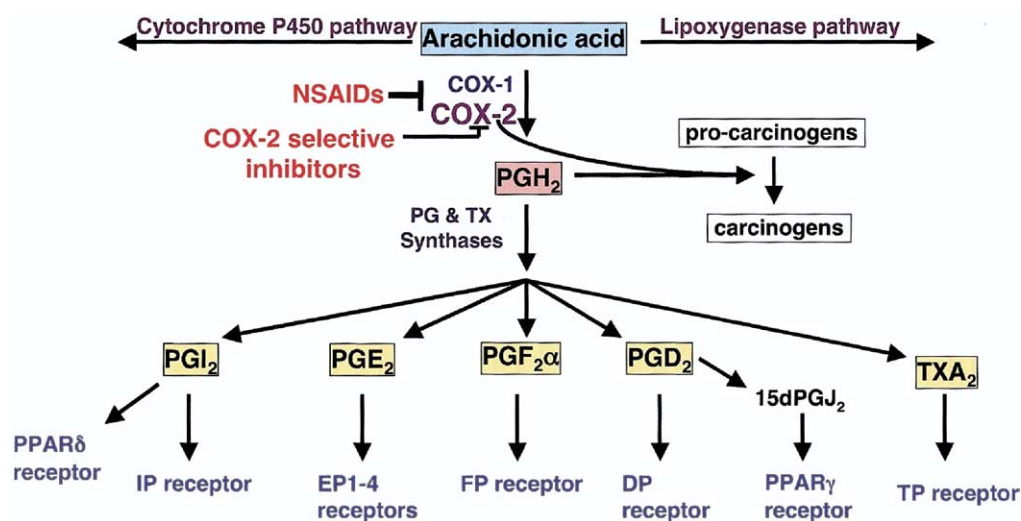 Cytochrome P450 pathway
Arachidonic acid
Lipoxygenase pathway
NSAIDs
COX-1
COX-2
COX-2 selective
inhibitors
pro-carcinogens
PGH₂
carcinogens
PG & TX
Synthases
PGI₂
PGE₂
PGF₂α
PGD₂
TXA₂
15dPGJ₂
PPARδ
receptor
IP receptor
EP1-4
receptors
FP receptor
DP
receptor
PPARγ
receptor
TP receptor